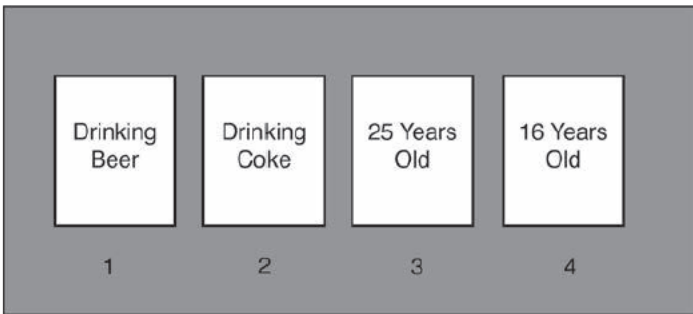 Drinking
Beer
Drinking
Coke
25 Years
Old
16 Years
Old
1
2
3
4